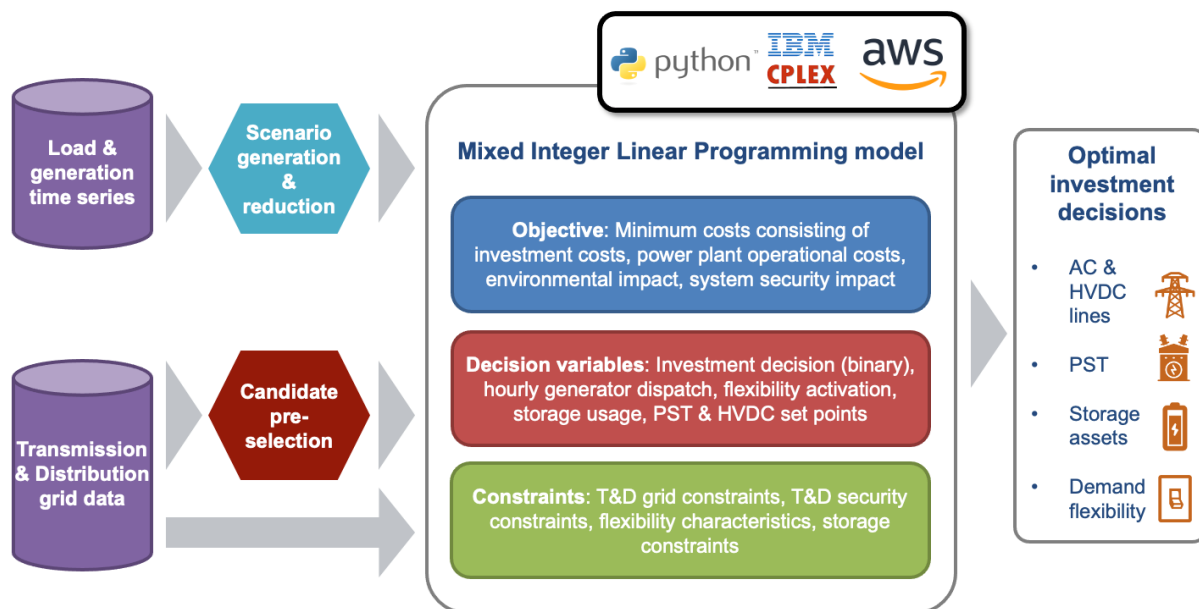 python™
IBM
CPLEX
aws
Load &
generation
time series
Scenario
generation
&
reduction
Transmission
& Distribution
grid data
Candidate
pre-
selection
Mixed Integer Linear Programming model
Objective: Minimum costs consisting of
investment costs, power plant operational costs,
environmental impact, system security impact
Decision variables: Investment decision (binary),
hourly generator dispatch, flexibility activation,
storage usage, PST & HVDC set points
Constraints: T&D grid constraints, T&D security
constraints, flexibility characteristics, storage
constraints
Optimal
investment
decisions
• AC &
HVDC
lines
• PST
• Storage
assets
• Demand
flexibility